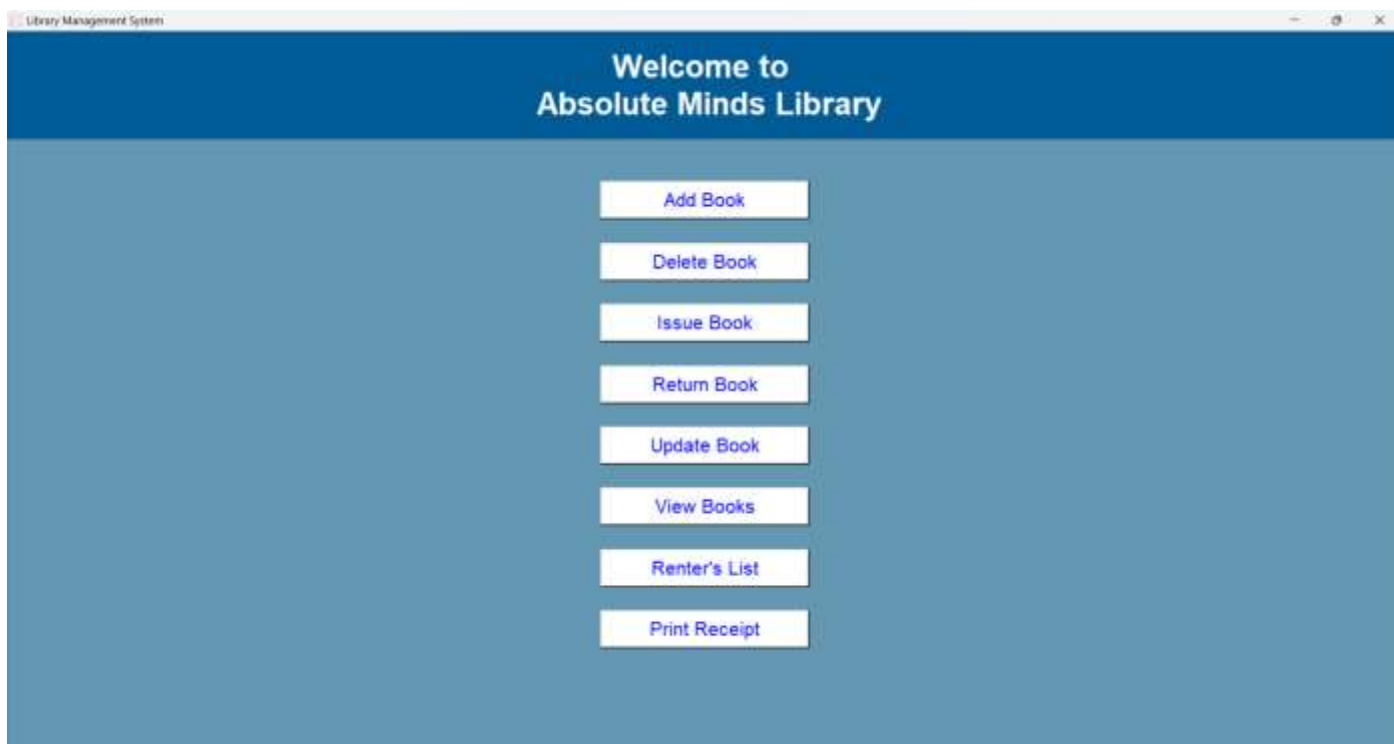 Library Management System
Welcome to
Absolute Minds Library
Add Book
Delete Book
Issue Book
Return Book
Update Book
View Books
Renter's List
Print Receipt